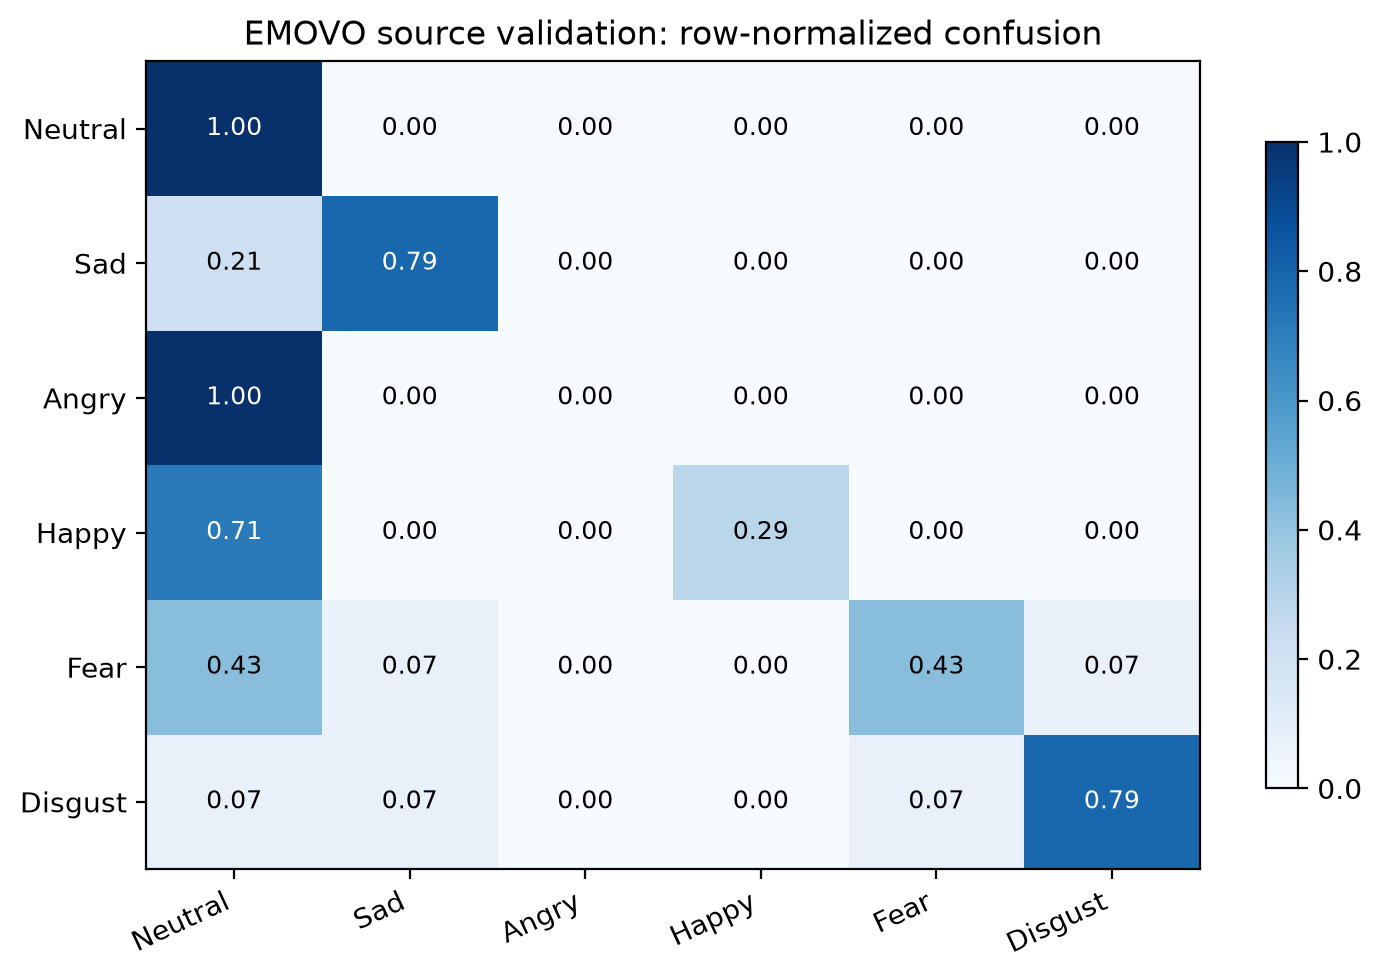 EMOVO source validation: row-normalized confusion
Neutral 1.00 0.00 0.00 0.00 0.00 0.00
Sad 0.21 0.79 0.00 0.00 0.00 0.00
Angry 1.00 0.00 0.00 0.00 0.00 0.00
Happy 0.71 0.00 0.00 0.29 0.00 0.00
Fear 0.43 0.07 0.00 0.00 0.43 0.07
Disgust 0.07 0.07 0.00 0.00 0.07 0.79
Neutral Sad Angry Happy Fear Disgust
1.0
0.8
0.6
0.4
0.2
0.0